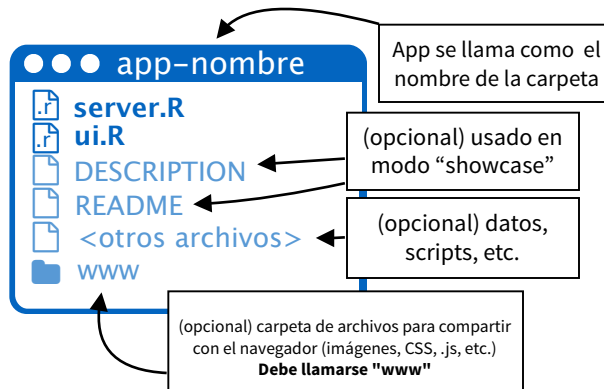 App se llama como el
nombre de la carpeta
app-nombre
.r server.R
.r ui.R
(opcional) usado en
modo “showcase”
DESCRIPTION
README
(opcional) datos,
scripts, etc.
<otros archivos>
www
(opcional) carpeta de archivos para compartir
con el navegador (imágenes, CSS, .js, etc.)
Debe llamarse "www"